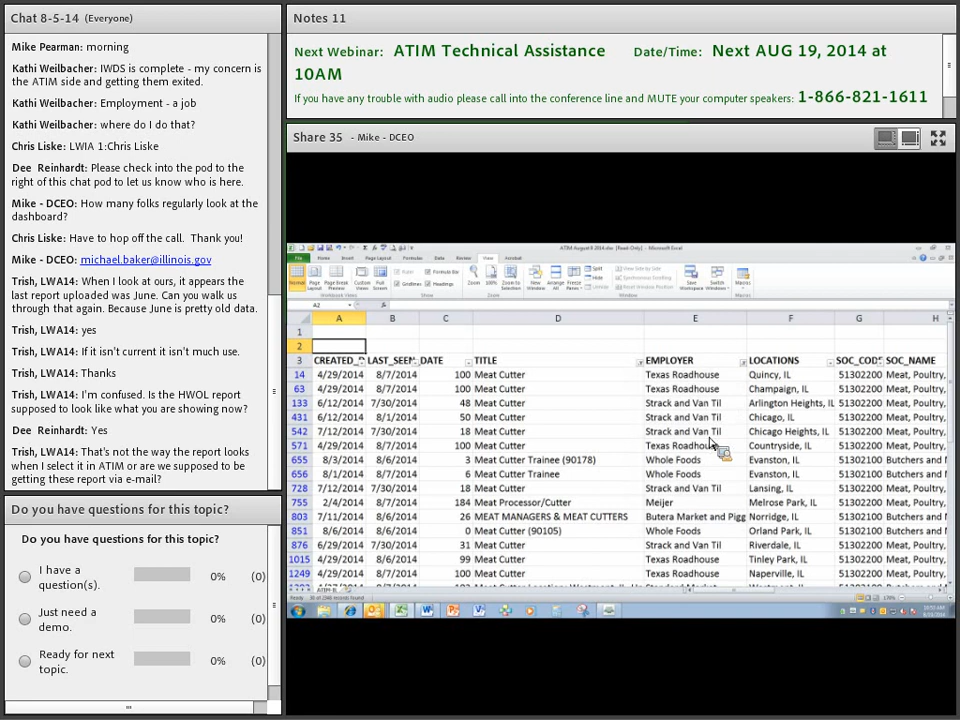 Chat 8-5-14 (Everyone)
Mike Pearman: morning
Kathi Weilbacher: IWDS is complete - my concern is
the ATIM side and getting them exited.
Kathi Weilbacher: Employment - a job
Kathi Weilbacher: where do I do that?
Chris Liske: LWIA 1:Chris Liske
Dee Reinhardt: Please check into the pod to the
right of this chat pod to let us know who is here.
Mike - DCEO: How many folks regularly look at the
dashboard?
Chris Liske: Have to hop off the call. Thank you!
Mike - DCEO: michael.baker@illinois.gov
Trish, LWA14: When I look at ours, it appears the
last report uploaded was June. Can you walk us
through that again. Because June is pretty old data.
Trish, LWA14: yes
Trish, LWA14: If it isn't current it isn't much use.
Trish, LWA14: Thanks
Trish, LWA14: I'm confused. Is the HWOL report
supposed to look like what you are showing now?
Dee Reinhardt: Yes
Trish, LWA14: That's not the way the report looks
when I select it in ATIM or are we supposed to be
getting these report via e-mail?
Do you have questions for this topic?
Do you have questions for this topic?
I have a
question(s).
0% (0)
Just need a
demo.
0% (0)
Ready for next
topic.
0% (0)
Notes 11
Next Webinar: ATIM Technical Assistance Date/Time: Next AUG 19, 2014 at
10AM
If you have any trouble with audio please call into the conference line and MUTE your computer speakers: 1-866-821-1611
Share 35 - Mike - DCEO
File Home Insert Page Layout Formulas Data Review View Acrobat
A2
A B C D E F G H
1
2
3 CREATED_D LAST_SEEN DATE TITLE EMPLOYER LOCATIONS SOC_CODE SOC_NAME
14 4/29/2014 8/7/2014 100 Meat Cutter Texas Roadhouse Quincy, IL 51302200 Meat, Poultry,
63 4/29/2014 8/7/2014 100 Meat Cutter Texas Roadhouse Champaign, IL 51302200 Meat, Poultry,
133 6/12/2014 7/30/2014 48 Meat Cutter Strack and Van Til Arlington Heights, IL 51302200 Meat, Poultry,
431 6/12/2014 8/1/2014 50 Meat Cutter Strack and Van Til Chicago, IL 51302200 Meat, Poultry,
542 7/12/2014 7/30/2014 18 Meat Cutter Strack and Van Til Chicago Heights, IL 51302200 Meat, Poultry,
571 4/29/2014 8/7/2014 100 Meat Cutter Texas Roadhouse Countryside, IL 51302200 Meat, Poultry,
655 8/3/2014 8/6/2014 3 Meat Cutter Trainee (90178) Whole Foods Evanston, IL 51302100 Butchers and M
656 8/1/2014 8/7/2014 6 Meat Cutter Trainee Whole Foods Evanston, IL 51302100 Butchers and M
728 7/12/2014 7/30/2014 18 Meat Cutter Strack and Van Til Lansing, IL 51302200 Meat, Poultry,
755 2/4/2014 8/7/2014 184 Meat Processor/Cutter Meijer Melrose Park, IL 51302200 Meat, Poultry,
803 7/11/2014 8/6/2014 26 MEAT MANAGERS & MEAT CUTTERS Butera Market and Pigg Norridge, IL 51302100 Butchers and M
851 8/6/2014 8/6/2014 0 Meat Cutter (90105) Whole Foods Orland Park, IL 51302100 Butchers and M
876 6/29/2014 7/30/2014 31 Meat Cutter Strack and Van Til Riverdale, IL 51302200 Meat, Poultry,
1015 4/29/2014 8/6/2014 99 Meat Cutter Texas Roadhouse Tinley Park, IL 51302200 Meat, Poultry,
1249 4/29/2014 8/7/2014 100 Meat Cutter Texas Roadhouse Naperville, IL 51302200 Meat, Poultry,